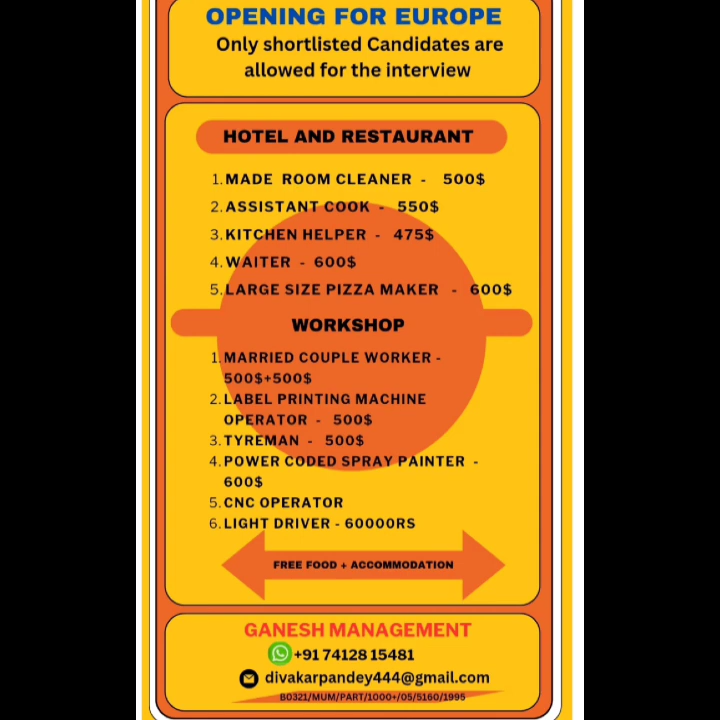 OPENING FOR EUROPE
Only shortlisted Candidates are
allowed for the interview
HOTEL AND RESTAURANT
1. MADE ROOM CLEANER - 500$
2. ASSISTANT COOK - 550$
3. KITCHEN HELPER - 475$
4. WAITER - 600$
5. LARGE SIZE PIZZA MAKER - 600$
WORKSHOP
1. MARRIED COUPLE WORKER -
500$+500$
2. LABEL PRINTING MACHINE
OPERATOR - 500$
3. TYREMAN - 500$
4. POWER CODED SPRAY PAINTER -
600$
5. CNC OPERATOR
6. LIGHT DRIVER - 60000RS
FREE FOOD + ACCOMMODATION
GANESH MANAGEMENT
+91 74128 15481
divakarpandey444@gmail.com
B0321/MUM/PART/1000+/05/5160/1995